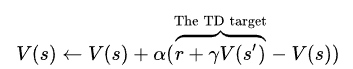 The TD target
V(s) ← V(s) + α(r + γV(s′) − V(s))